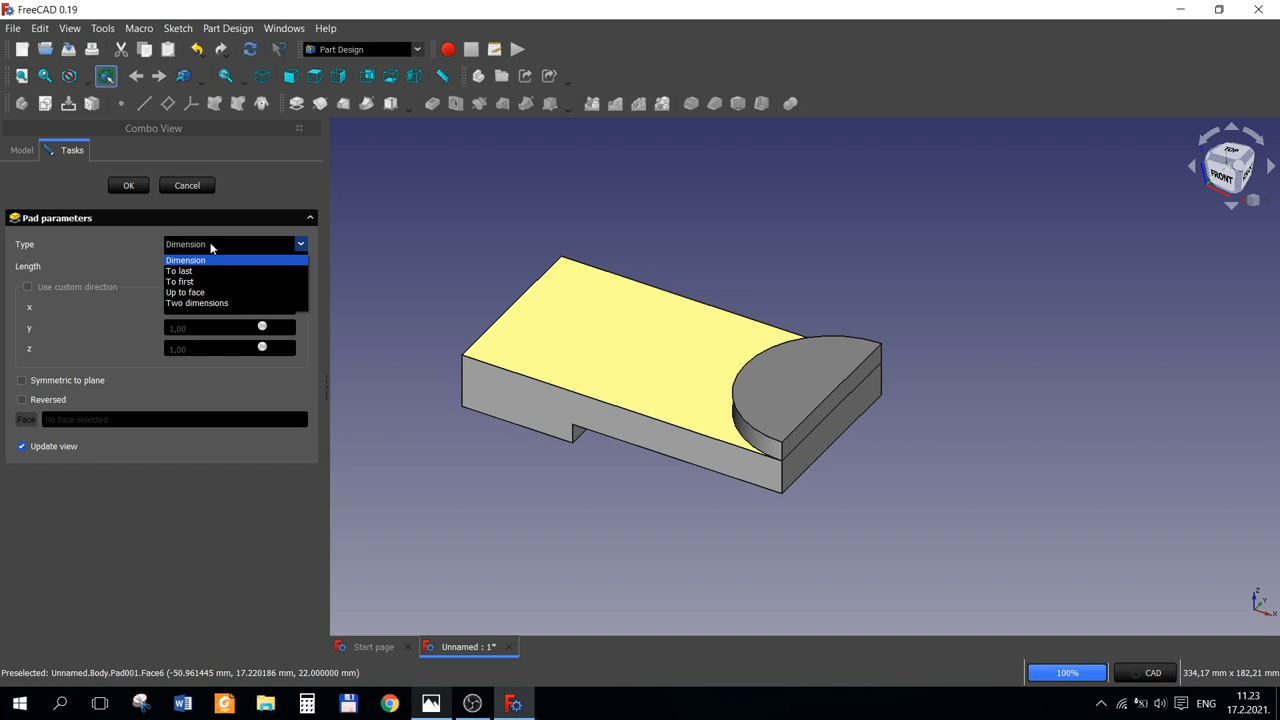 FreeCAD 0.19
File Edit View Tools Macro Sketch Part Design Windows Help
Part Design
Combo View
Model Tasks
OK Cancel
Pad parameters
Type Dimension
Dimension
Length
To last
To first
Use custom direction
Up to face
x
Two dimensions
y 1,00
z 1,00
Symmetric to plane
Reversed
Face No face selected
Update view
TOP
FRONT
Z
Y
X
Start page Unnamed : 1*
Preselected: Unnamed.Body.Pad001.Face6 (-50.961445 mm, 17.220186 mm, 22.000000 mm)
100% CAD 334,17 mm x 182,21 mm
ENG 11.23
17.2.2021.